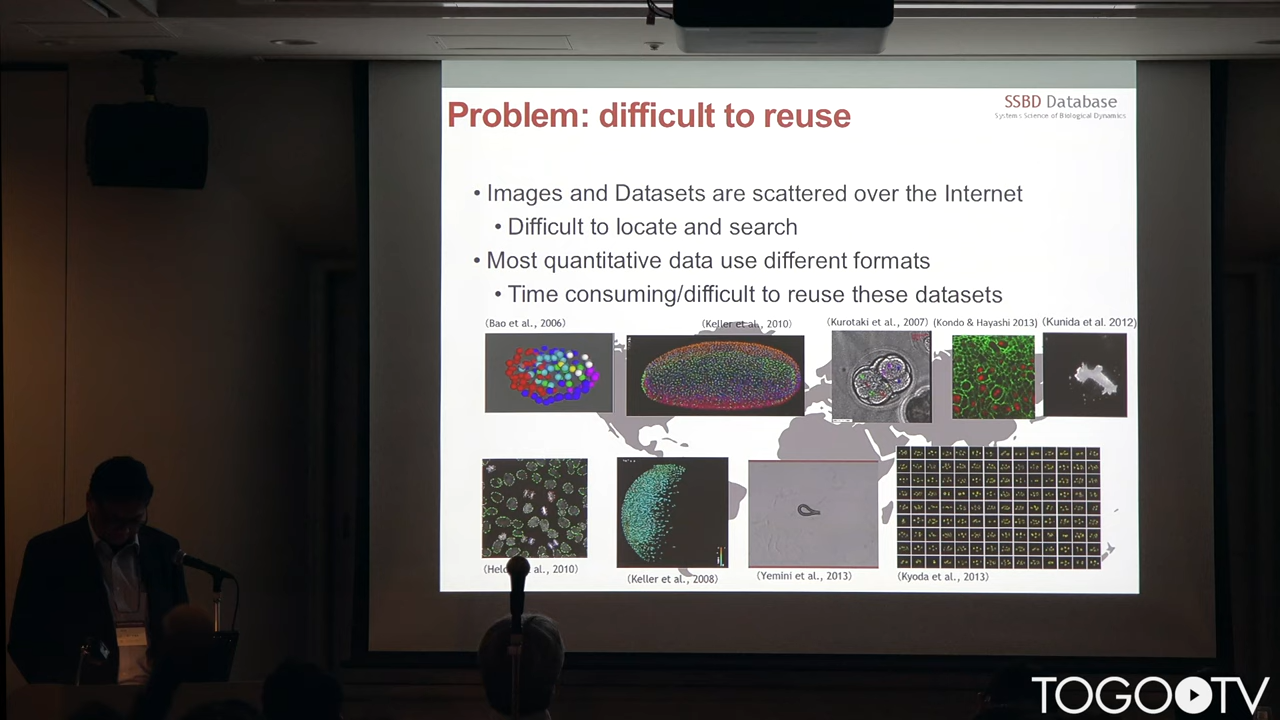 SSBD Database
Systems Science of Biological Dynamics
Problem: difficult to reuse
• Images and Datasets are scattered over the Internet
• Difficult to locate and search
• Most quantitative data use different formats
• Time consuming/difficult to reuse these datasets
(Bao et al., 2006)
(Keller et al., 2010)
(Kurotaki et al., 2007)
(Kondo & Hayashi 2013)
(Kunida et al. 2012)
al., 2010)
(Keller et al., 2008)
(Yemini et al., 2013)
(Kyoda et al., 2013)
TOGOTV